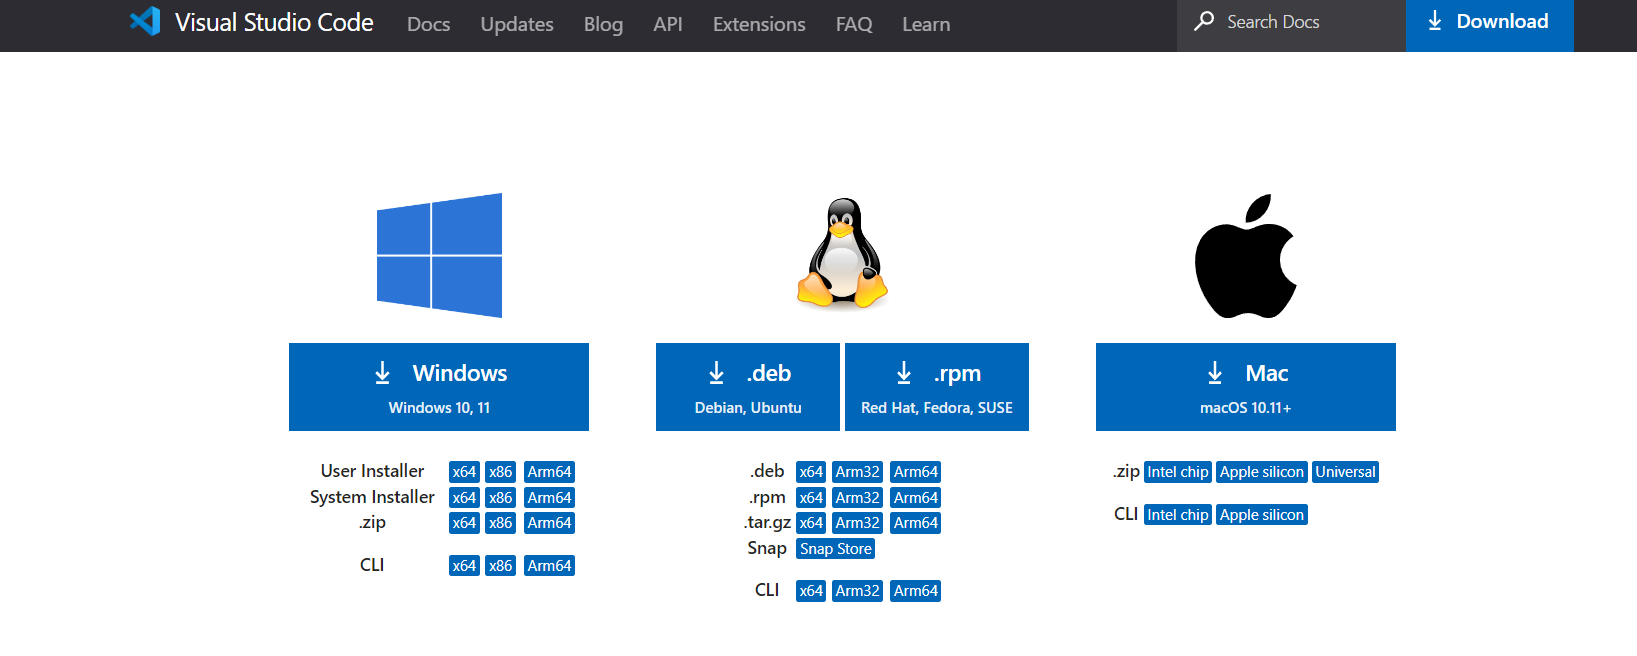 Visual Studio Code Docs Updates Blog API Extensions FAQ Learn Search Docs Download
Windows
Windows 10, 11
User Installer x64 x86 Arm64
System Installer x64 x86 Arm64
.zip x64 x86 Arm64
CLI x64 x86 Arm64
.deb
Debian, Ubuntu
.rpm
Red Hat, Fedora, SUSE
.deb x64 Arm32 Arm64
.rpm x64 Arm32 Arm64
.tar.gz x64 Arm32 Arm64
Snap Snap Store
CLI x64 Arm32 Arm64
Mac
macOS 10.11+
.zip Intel chip Apple silicon Universal
CLI Intel chip Apple silicon